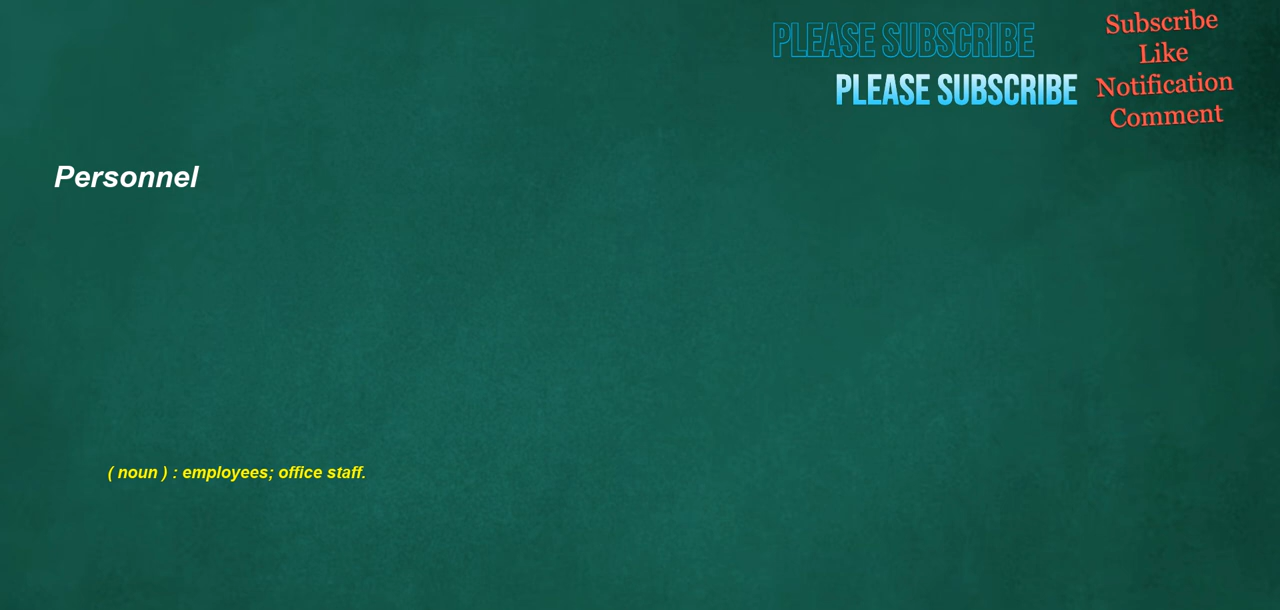 PLEASE SUBSCRIBE
PLEASE SUBSCRIBE
Subscribe
Like
Notification
Comment
Personnel
( noun ) : employees; office staff.